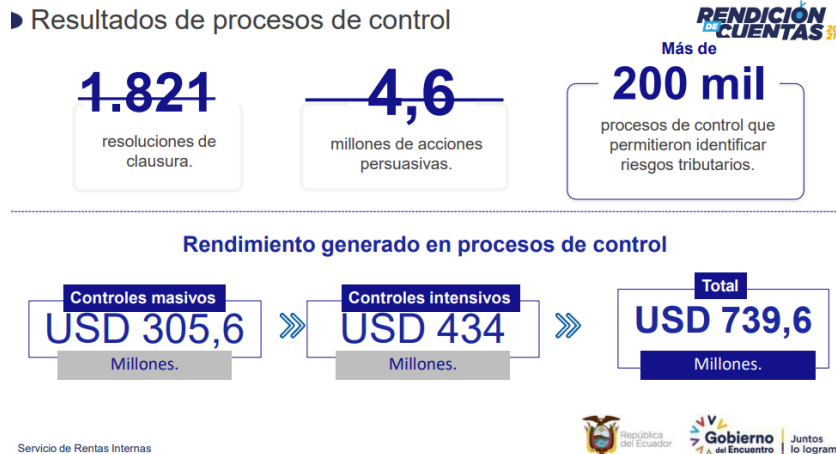 Resultados de procesos de control
RENDICIÓN
DE CUENTAS
1.821
resoluciones de
clausura.
4,6
millones de acciones
persuasivas.
Más de
200 mil
procesos de control que
permitieron identificar
riesgos tributarios.
Rendimiento generado en procesos de control
Controles masivos
USD 305,6
Millones.
Controles intensivos
USD 434
Millones.
Total
USD 739,6
Millones.
Servicio de Rentas Internas
República
del Ecuador
Gobierno
del Encuentro
Juntos
lo logram